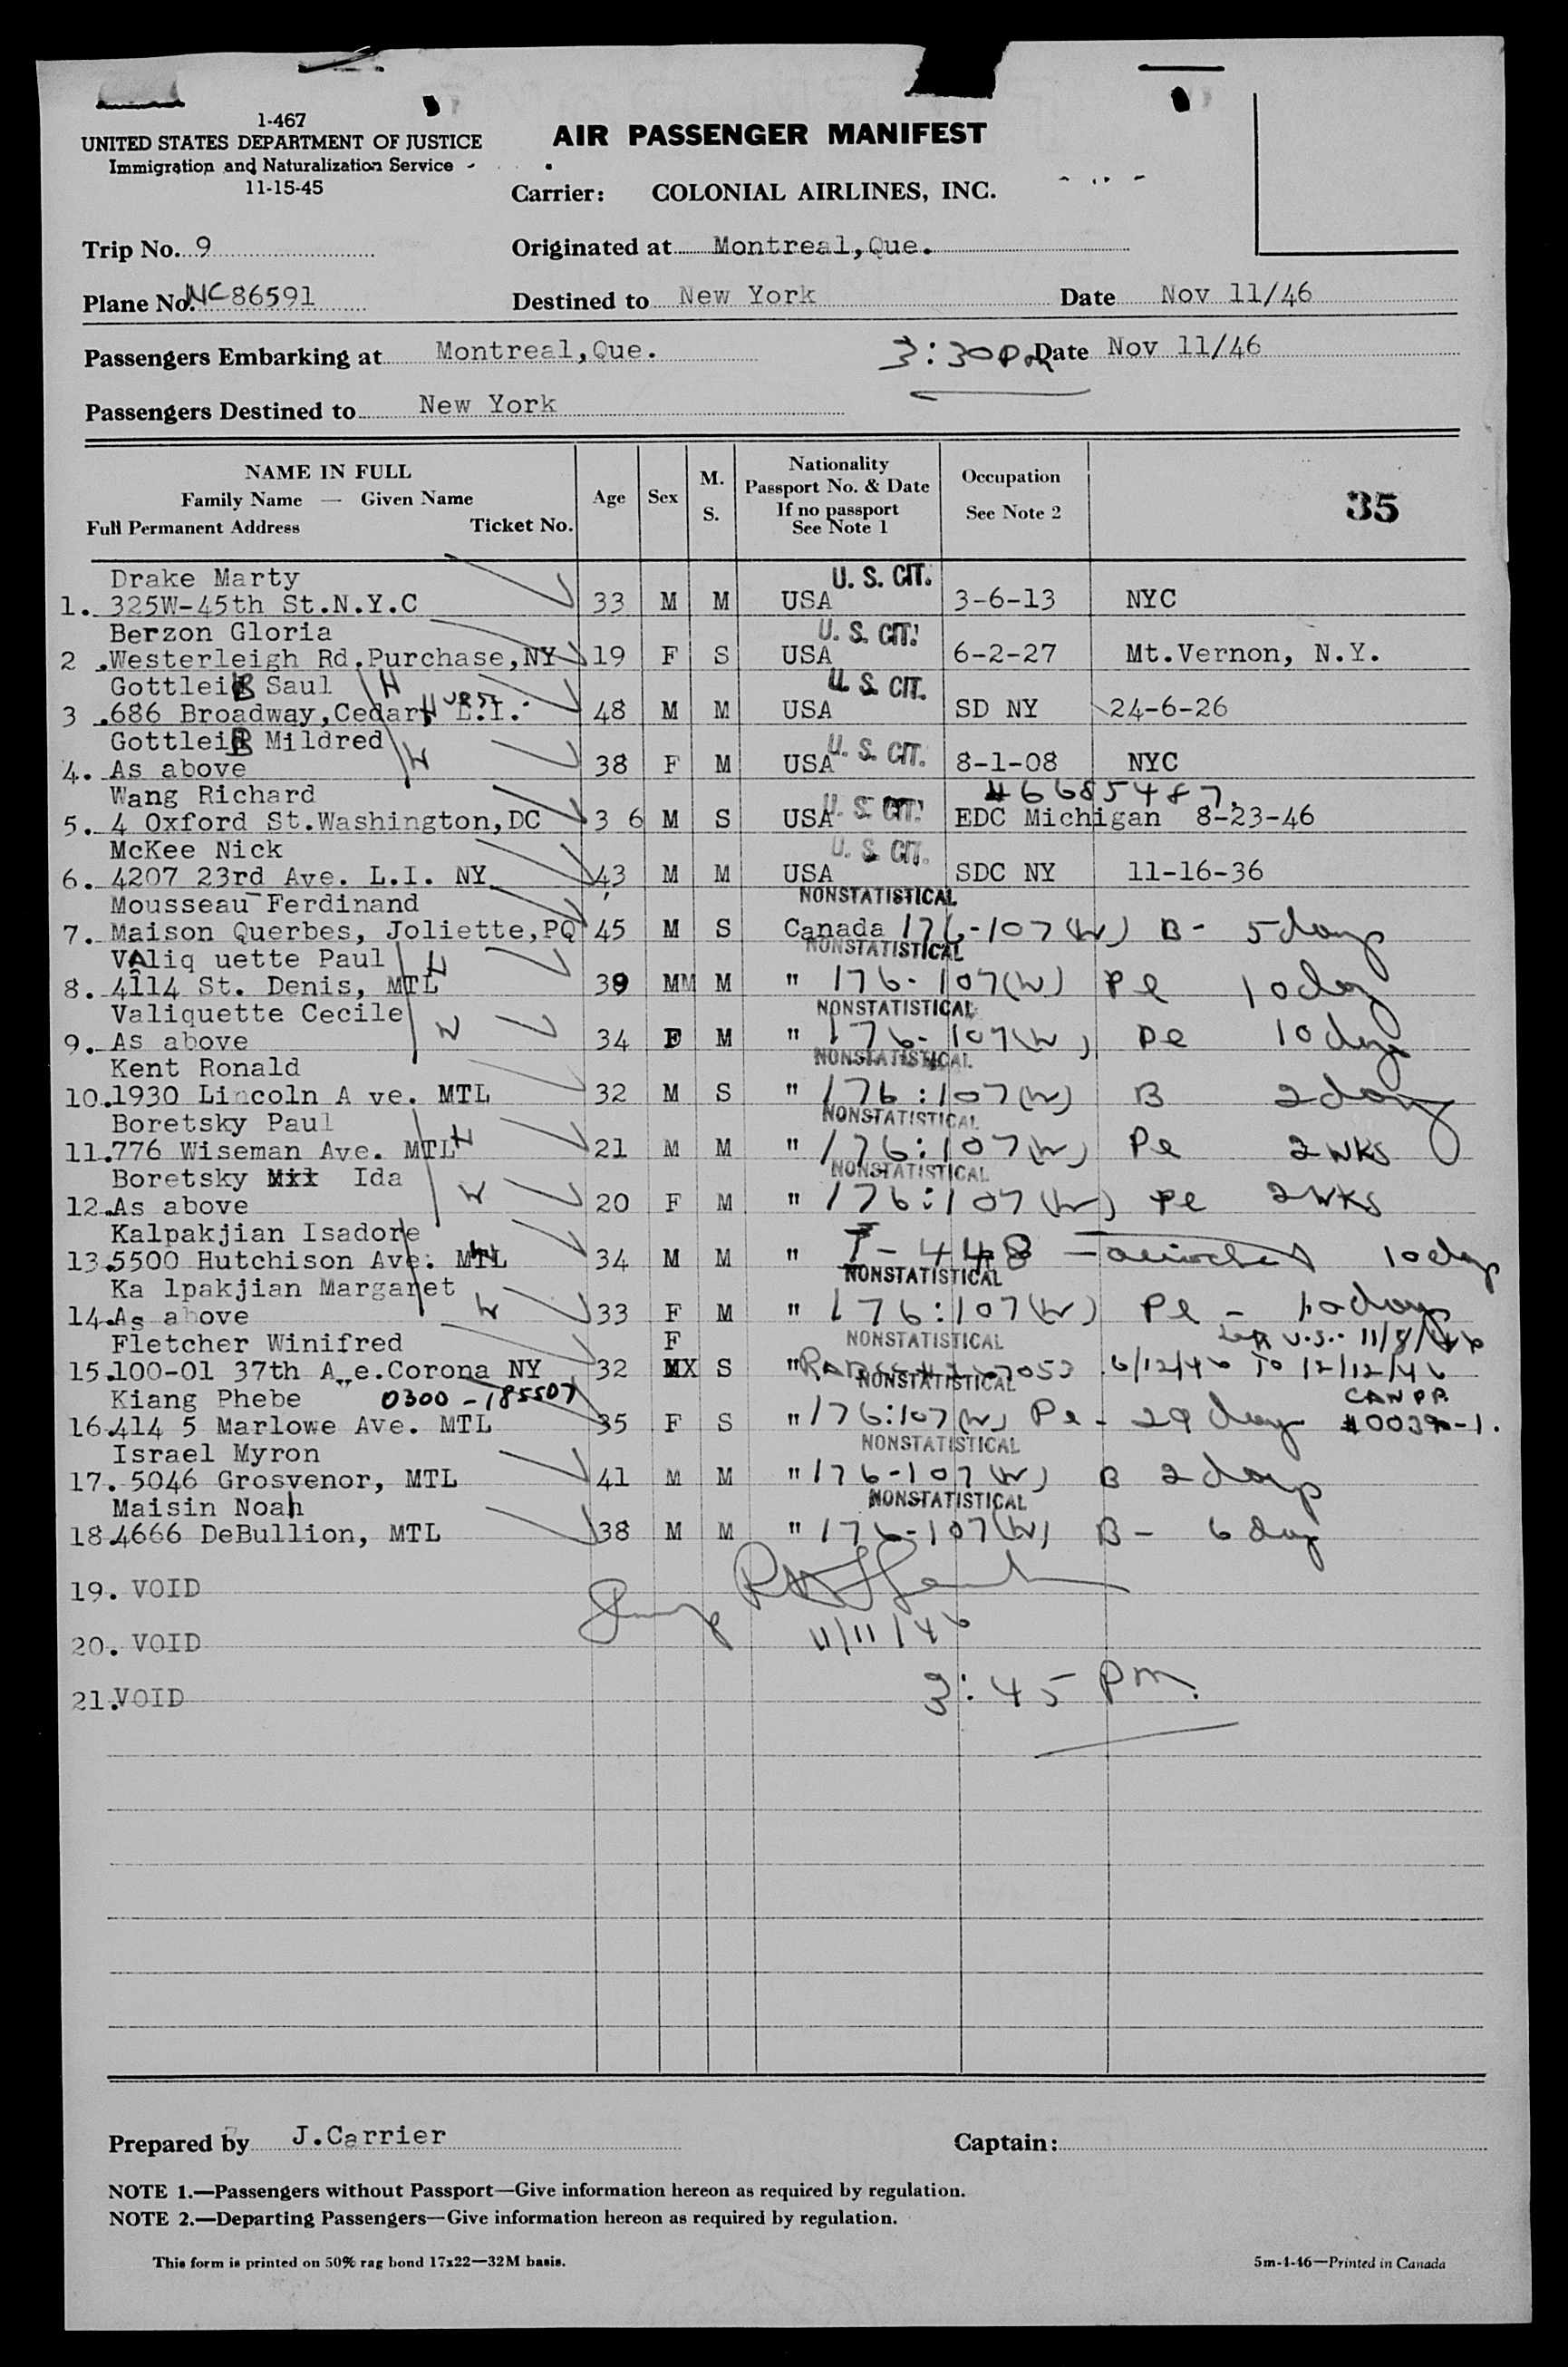 1-467
UNITED STATES DEPARTMENT OF JUSTICE
Immigration and Naturalization Service
11-15-45
AIR PASSENGER MANIFEST
Carrier: COLONIAL AIRLINES, INC.
Trip No. 9
Originated at Montreal,Que.
Plane No. NC 86591
Destined to New York Date Nov 11/46
Passengers Embarking at Montreal,Que. 3:30 PM Date Nov 11/46
Passengers Destined to New York
NAME IN FULL
Family Name — Given Name
Full Permanent Address Ticket No.
Age
Sex
M.
S.
Nationality
Passport No. & Date
If no passport
See Note 1
Occupation
See Note 2
35
Drake Marty U. S. CIT.
1. 325W-45th St.N.Y.C 33 M M USA 3-6-13 NYC
Berzon Gloria U. S. CIT.
2. Westerleigh Rd.Purchase,NY 19 F S USA 6-2-27 Mt.Vernon, N.Y.
GottleiB Saul H U. S. CIT.
3. 686 Broadway,CedarHURST L.I. 48 M M USA SD NY 24-6-26
GottleiB Mildred W U. S. CIT.
4. As above 38 F M USA 8-1-08 NYC
Wang Richard U. S. CIT. #6685487.
5. 4 Oxford St.Washington,DC 3 6 M S USA EDC Michigan 8-23-46
McKee Nick U. S. CIT.
6. 4207 23rd Ave. L.I. NY 43 M M USA SDC NY 11-16-36
Mousseau Ferdinand NONSTATISTICAL
7. Maison Querbes, Joliette,PQ 45 M S Canada 176-107(W) B- 5 days
VAliq uette Paul H NONSTATISTICAL
8. 4114 St. Denis, MTL 39 MM M " 176-107(W) Pl 10 day
Valiquette Cecile W NONSTATISTICAL
9. As above 34 F M " 176-107(W) Pl 10 days
Kent Ronald NONSTATISTICAL
10. 1930 Lincoln A ve. MTL 32 M S " 176:107(W) B 2 days
Boretsky Paul H NONSTATISTICAL
11. 776 Wiseman Ave. MTL 21 M M " 176:107(W) Pl 2 WKS
Boretsky Mxx Ida W NONSTATISTICAL
12. As above 20 F M " 176:107(W) Pl 2 WKS
Kalpakjian Isadore
13. 5500 Hutchison Ave. MTL 34 M M " I-448 10 days
Ka lpakjian Margaret W NONSTATISTICAL
14. As above 33 F M " 176:107(W) Pl - 10 days
Fletcher Winifred F NONSTATISTICAL U.S. 11/8/46
15. 100-01 37th A e.Corona NY 32 MX S " 6/12/46 TO 12/12/46
Kiang Phebe 0300-185507 NONSTATISTICAL CAN P.P.
16. 414 5 Marlowe Ave. MTL 35 F S " 176:107(W) Pl - 29 days
Israel Myron NONSTATISTICAL
17. 5046 Grosvenor, MTL 41 M M " 176-107(W) B 2 days
Maisin Noah NONSTATISTICAL
18. 4666 DeBullion, MTL 38 M M " 176-107(W) B- 6 days
19. VOID
20. VOID 11/11/46
21. VOID 3:45 PM.
Prepared by J.Carrier
Captain:
NOTE 1.—Passengers without Passport—Give information hereon as required by regulation.
NOTE 2.—Departing Passengers—Give information hereon as required by regulation.
This form is printed on 50% rag bond 17x22—32M basis.
5m-4-46—Printed in Canada